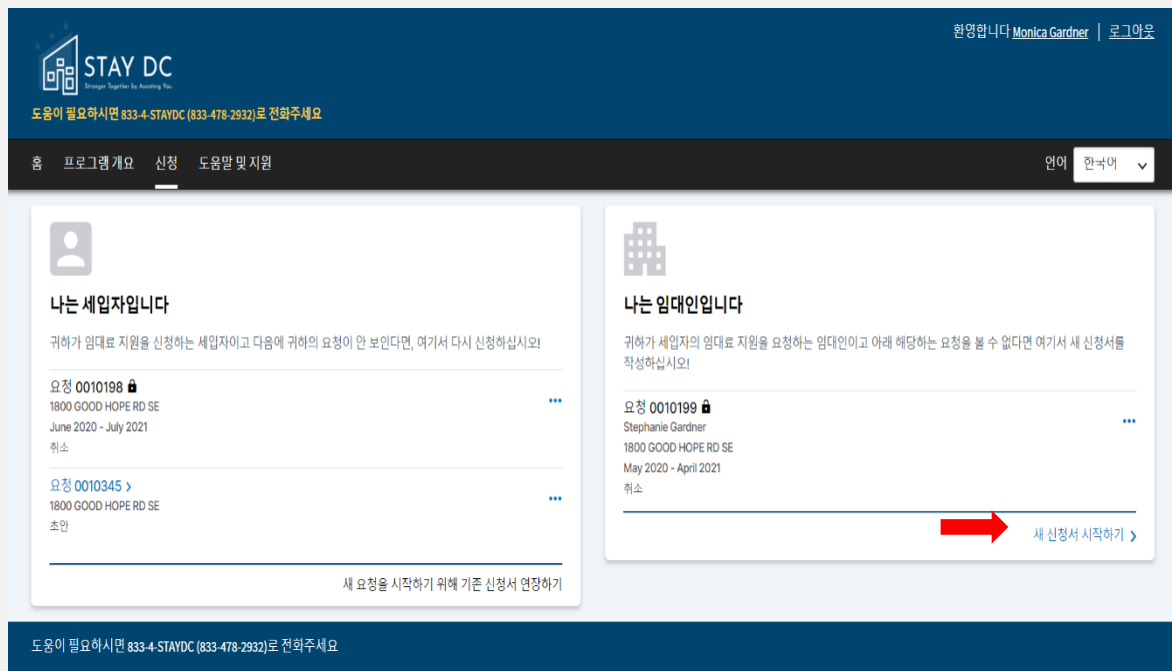 환영합니다 Monica Gardner | 로그아웃
STAY DC
Stronger Together by Assisting You
도움이 필요하시면 833-4-STAYDC (833-478-2932)로 전화주세요
홈 프로그램 개요 신청 도움말 및 지원 언어 한국어
나는 세입자입니다
귀하가 임대료 지원을 신청하는 세입자이고 다음에 귀하의 요청이 안 보인다면, 여기서 다시 신청하십시오!
요청 0010198
1800 GOOD HOPE RD SE
June 2020 - July 2021
취소
요청 0010345 >
1800 GOOD HOPE RD SE
초안
새 요청을 시작하기 위해 기존 신청서 연장하기
나는 임대인입니다
귀하가 세입자의 임대료 지원을 요청하는 임대인이고 아래 해당하는 요청을 볼 수 없다면 여기서 새 신청서를
작성하십시오!
요청 0010199
Stephanie Gardner
1800 GOOD HOPE RD SE
May 2020 - April 2021
취소
새 신청서 시작하기 >
도움이 필요하시면 833-4-STAYDC (833-478-2932)로 전화주세요